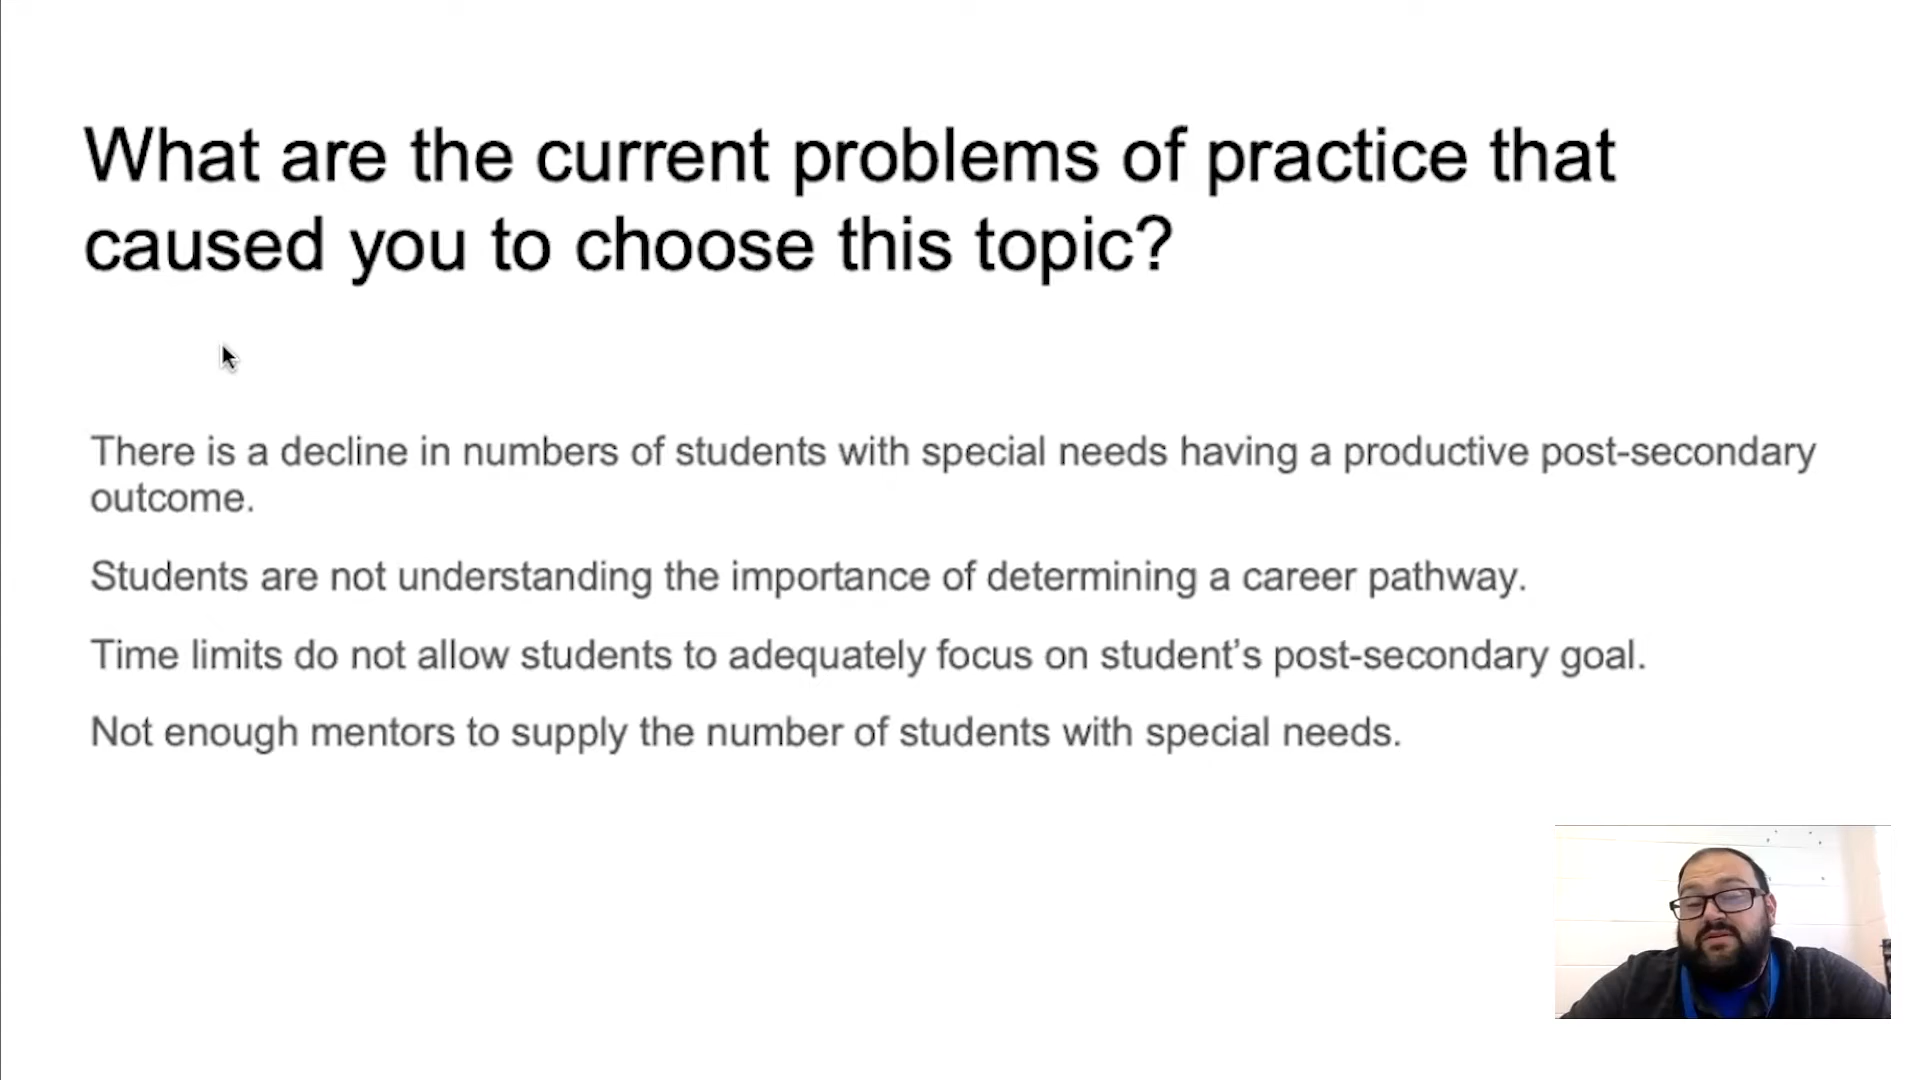 What are the current problems of practice that
caused you to choose this topic?
There is a decline in numbers of students with special needs having a productive post-secondary
outcome.
Students are not understanding the importance of determining a career pathway.
Time limits do not allow students to adequately focus on student’s post-secondary goal.
Not enough mentors to supply the number of students with special needs.